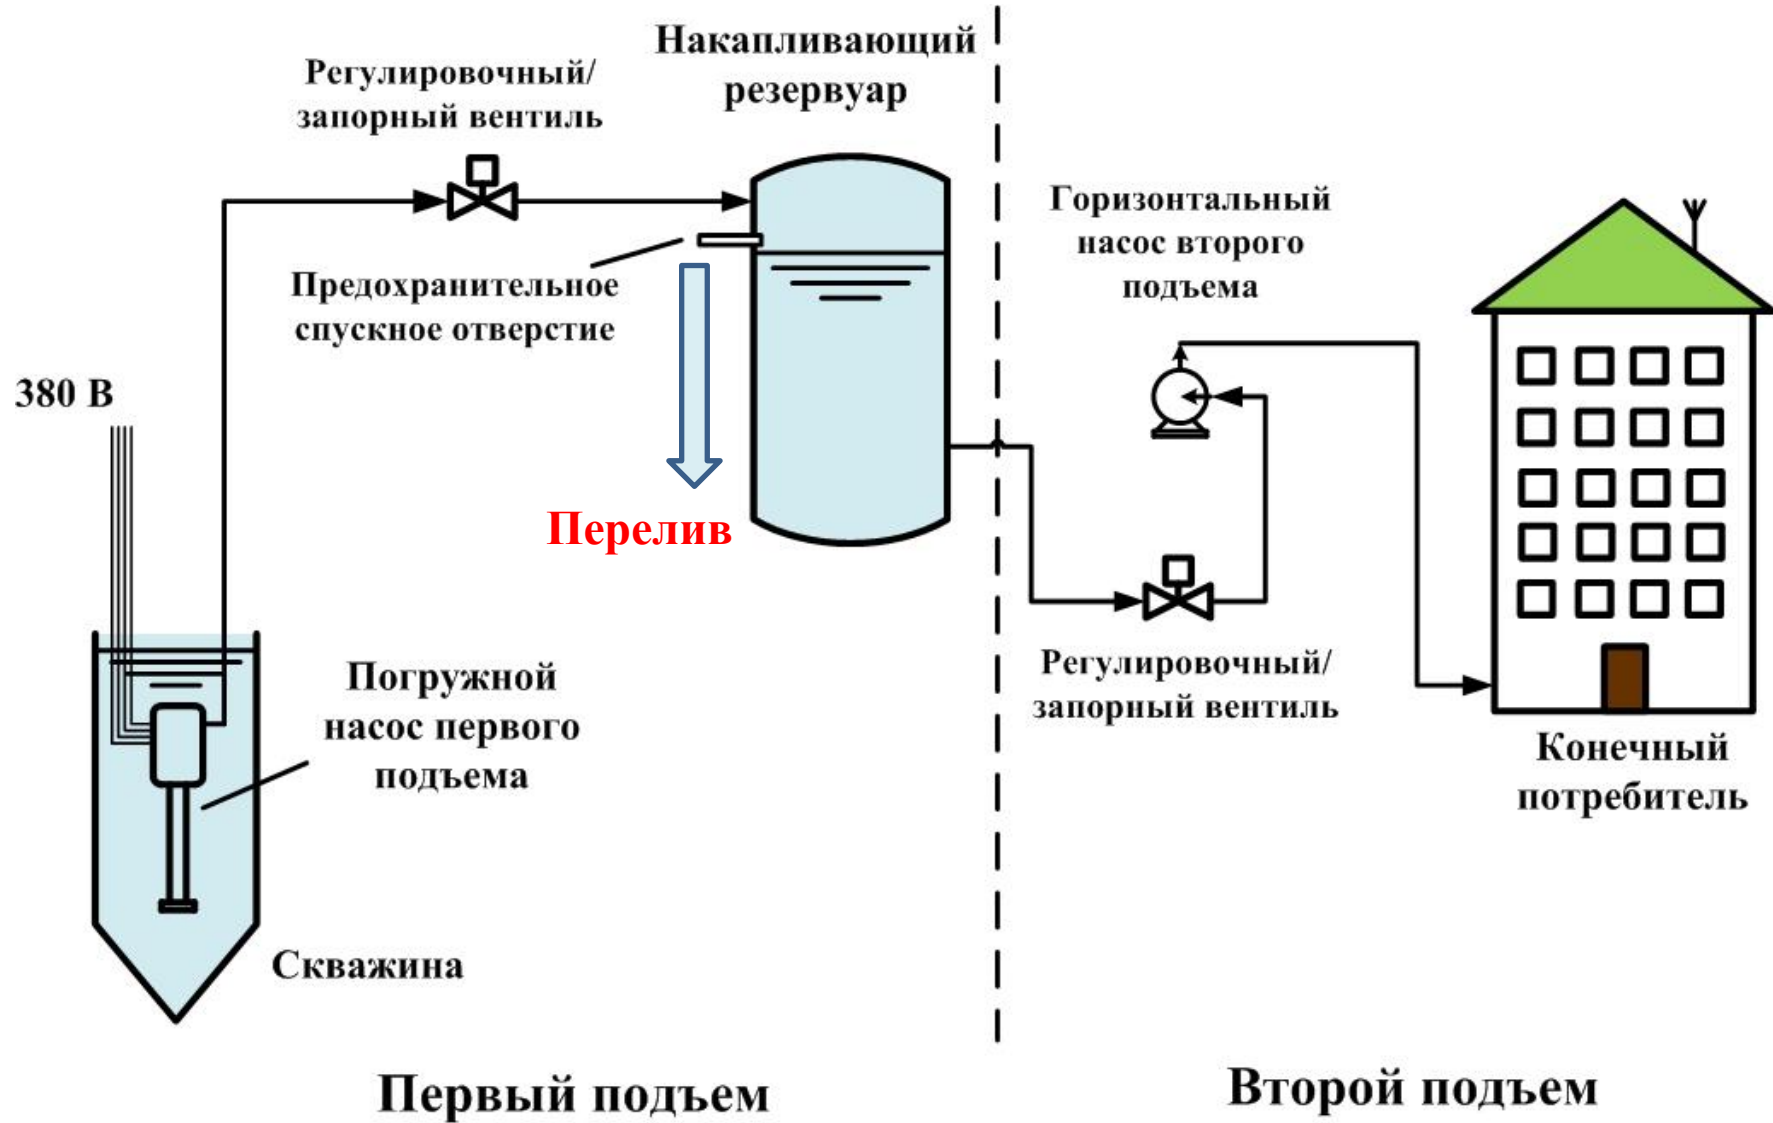 Накапливающий
резервуар
Регулировочный/
запорный вентиль
Горизонтальный
насос второго
подъема
Предохранительное
спускное отверстие
380 В
Перелив
Погружной
насос первого
подъема
Регулировочный/
запорный вентиль
Конечный
потребитель
Скважина
Первый подъем
Второй подъем